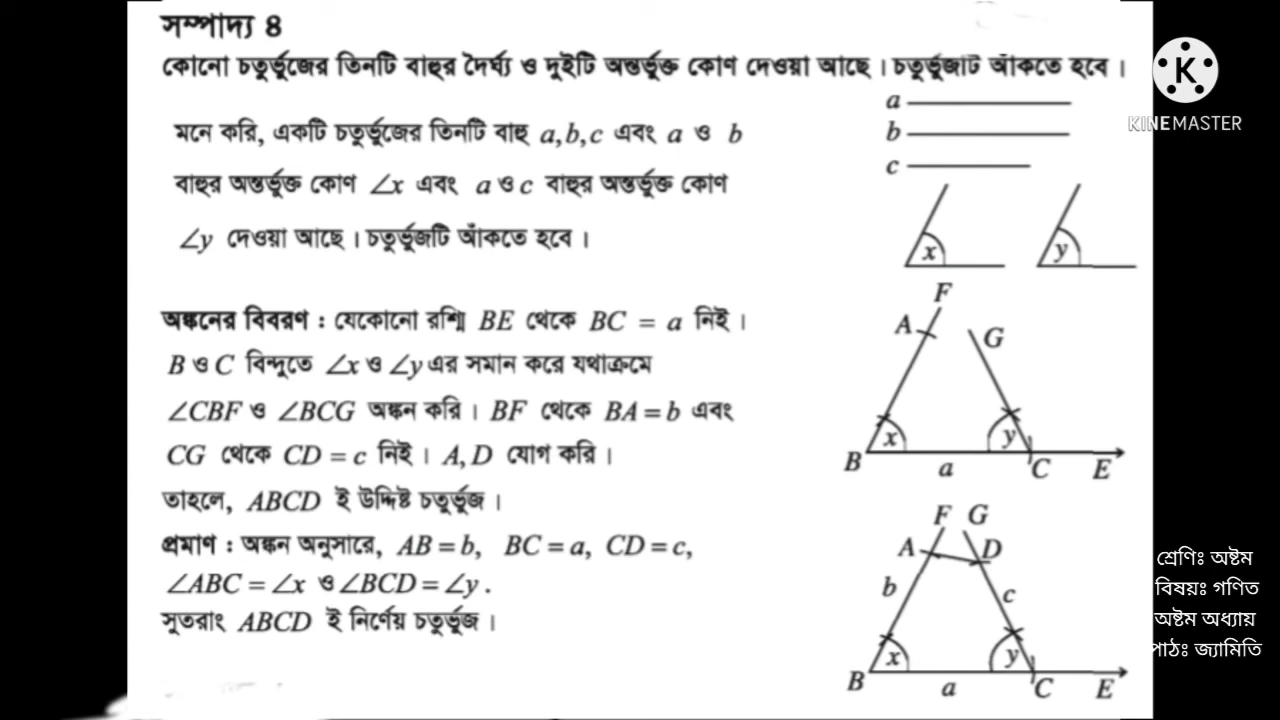 সম্পাদ্য ৪
কোনো চতুর্ভুজের তিনটি বাহুর দৈর্ঘ্য ও দুইটি অন্তর্ভুক্ত কোণ দেওয়া আছে । চতুর্ভুজটি আঁকতে হবে ।
মনে করি, একটি চতুর্ভুজের তিনটি বাহু a, b, c এবং a ও b
বাহুর অন্তর্ভুক্ত কোণ ∠x এবং a ও c বাহুর অন্তর্ভুক্ত কোণ
∠y দেওয়া আছে । চতুর্ভুজটি আঁকতে হবে ।
a
b
c
x y
অঙ্কনের বিবরণ : যেকোনো রশ্মি BE থেকে BC = a নিই ।
B ও C বিন্দুতে ∠x ও ∠y এর সমান করে যথাক্রমে
∠CBF ও ∠BCG অঙ্কন করি । BF থেকে BA = b এবং
CG থেকে CD = c নিই । A, D যোগ করি ।
তাহলে, ABCD ই উদ্দিষ্ট চতুর্ভুজ ।
প্রমাণ : অঙ্কন অনুসারে, AB = b, BC = a, CD = c,
∠ABC = ∠x ও ∠BCD = ∠y .
সুতরাং ABCD ই নির্ণেয় চতুর্ভুজ ।
F
A G
x y
B a C E
F G
A D
b c
x y
B a C E
K
KINEMASTER
শ্রেণিঃ অষ্টম
বিষয়ঃ গণিত
অষ্টম অধ্যায়
পাঠঃ জ্যামিতি